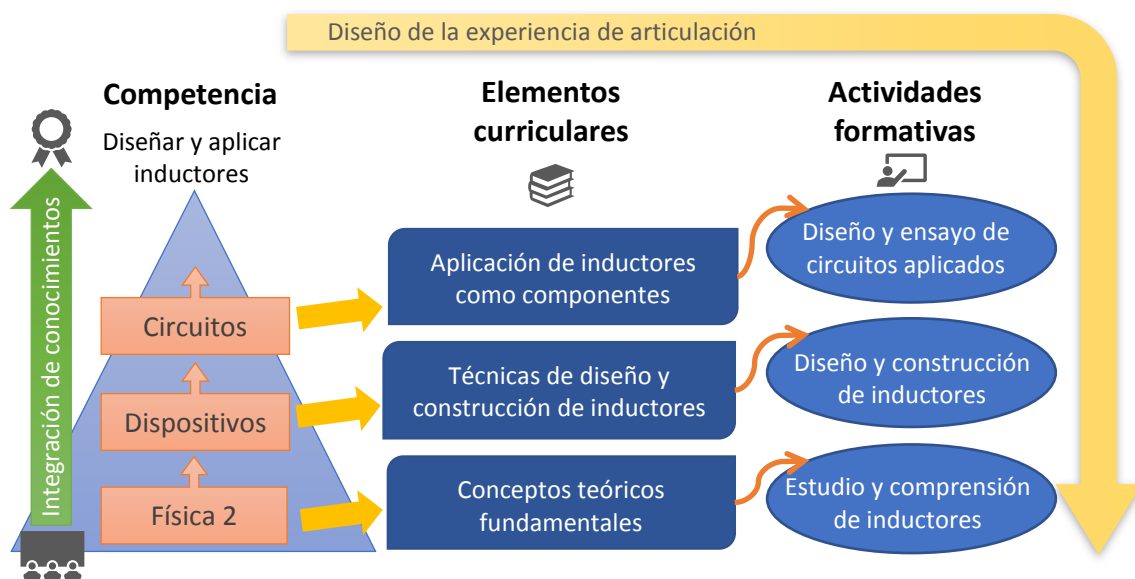 Diseño de la experiencia de articulación
Competencia
Diseñar y aplicar
inductores
Elementos
curriculares
Actividades
formativas
Integración de conocimientos
Circuitos
Aplicación de inductores
como componentes
Diseño y ensayo de
circuitos aplicados
Dispositivos
Técnicas de diseño y
construcción de inductores
Diseño y construcción
de inductores
Física 2
Conceptos teóricos
fundamentales
Estudio y comprensión
de inductores